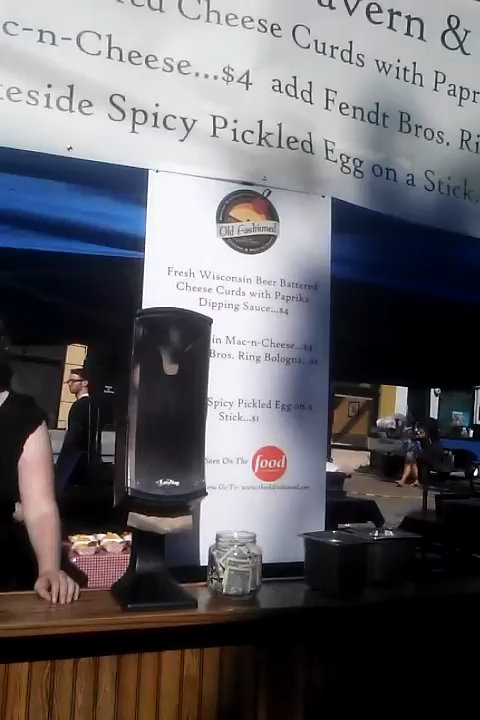 avern &
Cheese Curds with Papr
c-n-Cheese...$4 add Fendt Bros. Ri
eside Spicy Pickled Egg on a Stick.
Old Fashioned
Fresh Wisconsin Beer Battered
Cheese Curds with Paprika
Dipping Sauce...$4
in Mac-n-Cheese...$4
Bros. Ring Bologna...
Spicy Pickled Egg on a
Stick...$1
Seen On The food